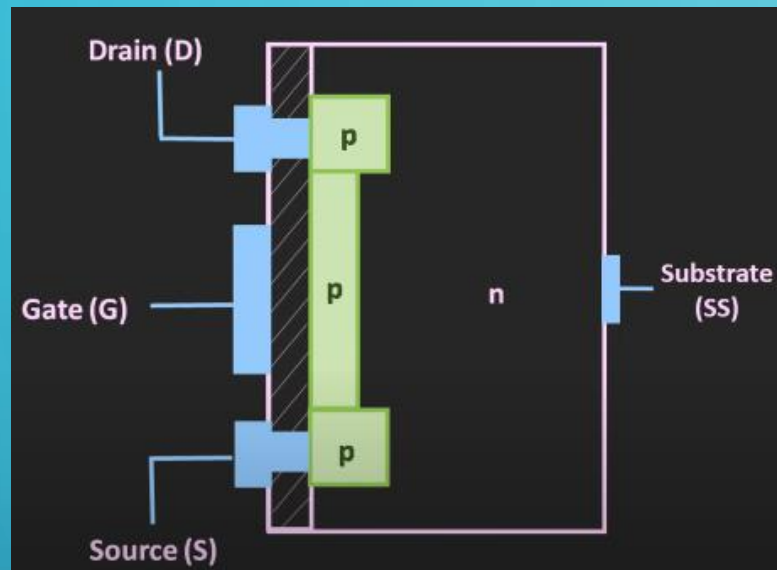 Drain (D)
p
Gate (G)
p
n
Substrate
(SS)
p
Source (S)